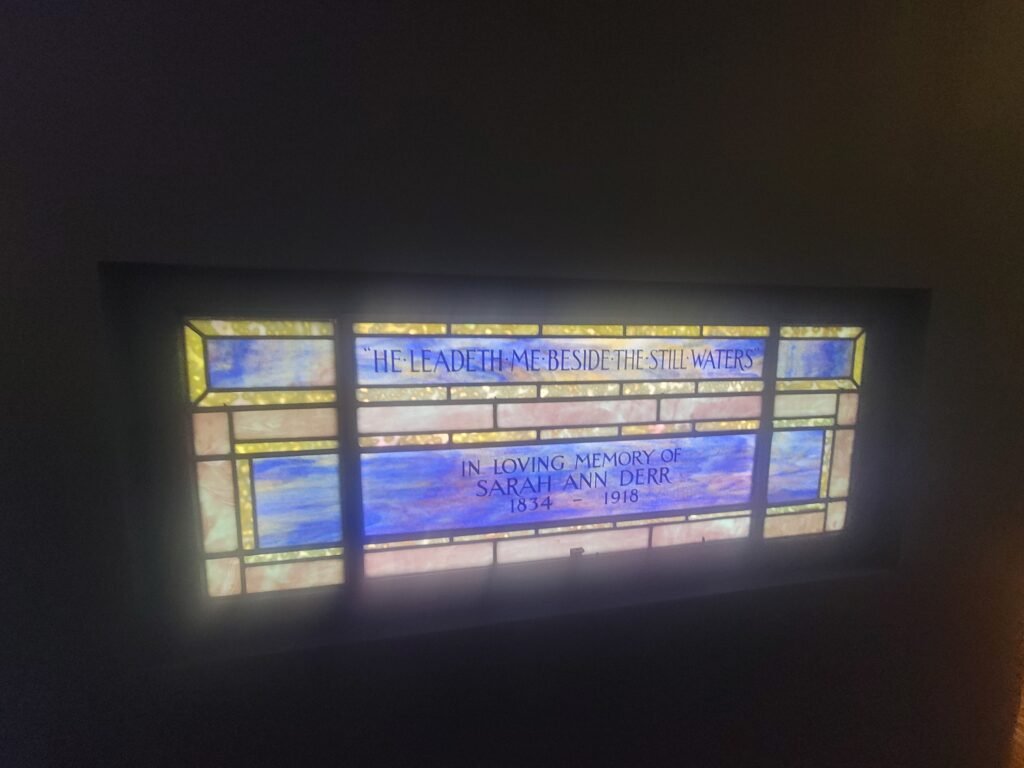 "HE·LEADETH·ME·BESIDE·THE·STILL·WATERS"
IN LOVING MEMORY OF
SARAH ANN DERR
1834 - 1918